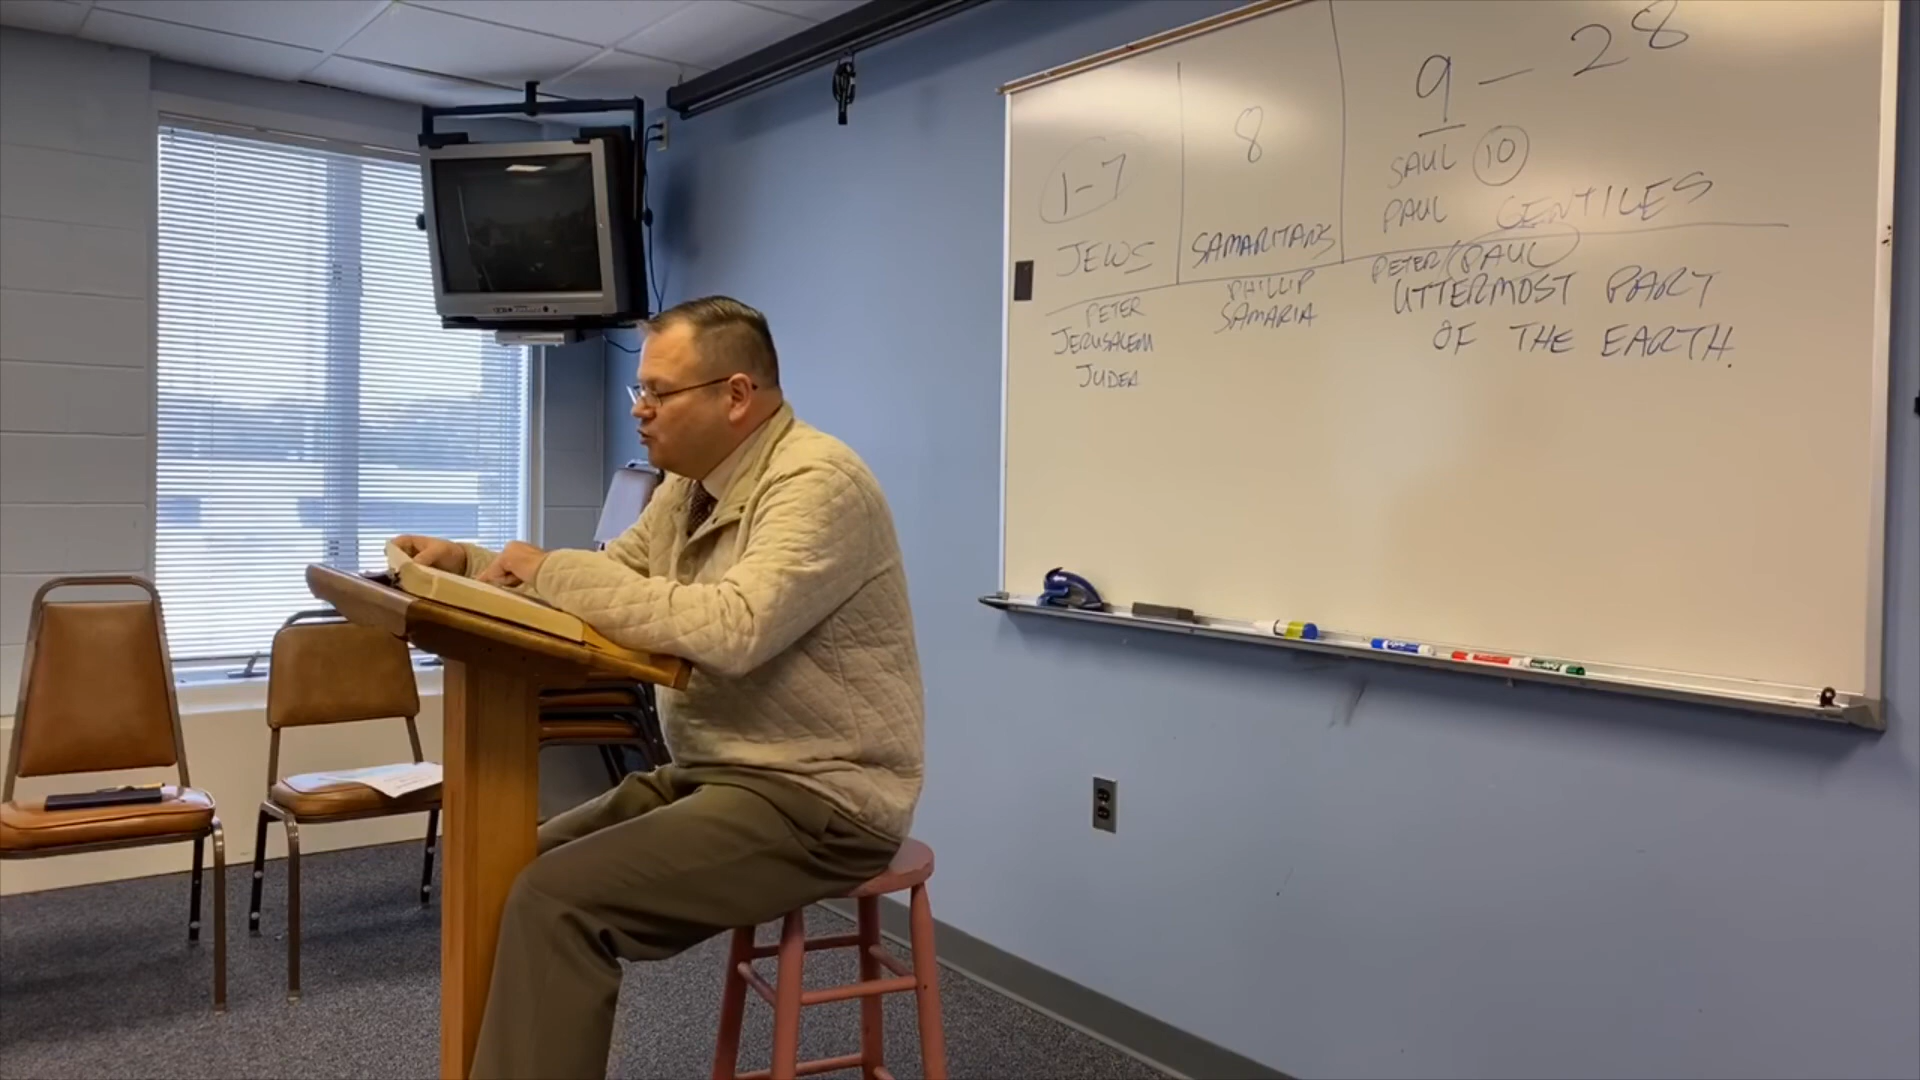 1-7
JEWS
PETER
JERUSALEM
JUDEA
8
SAMARITANS
PHILLIP
SAMARIA
9 - 28
SAUL 10
PAUL GENTILES
PETER/PAUL
UTTERMOST PART
OF THE EARTH.